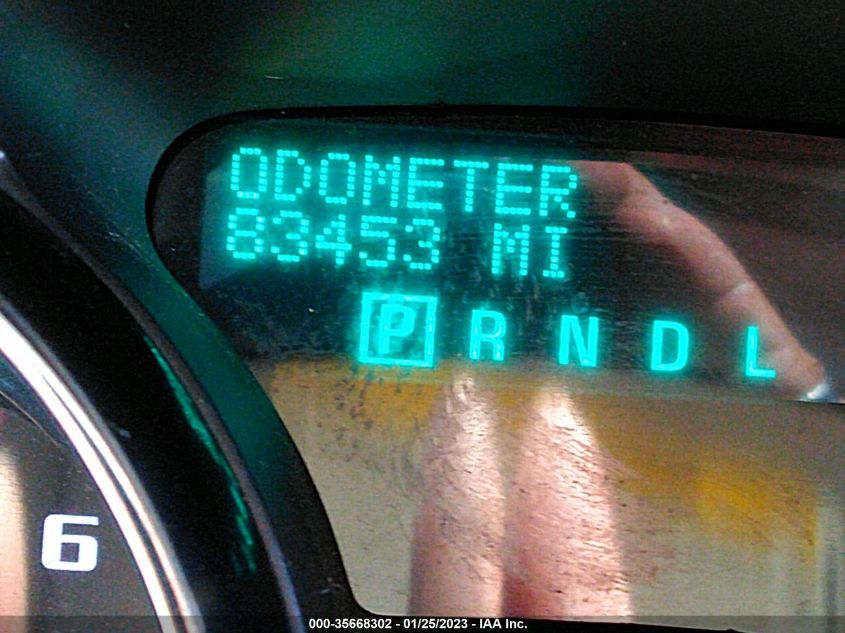 ODOMETER
83453 MI
P R N D L
6
000-35668302 - 01/25/2023 - IAA Inc.